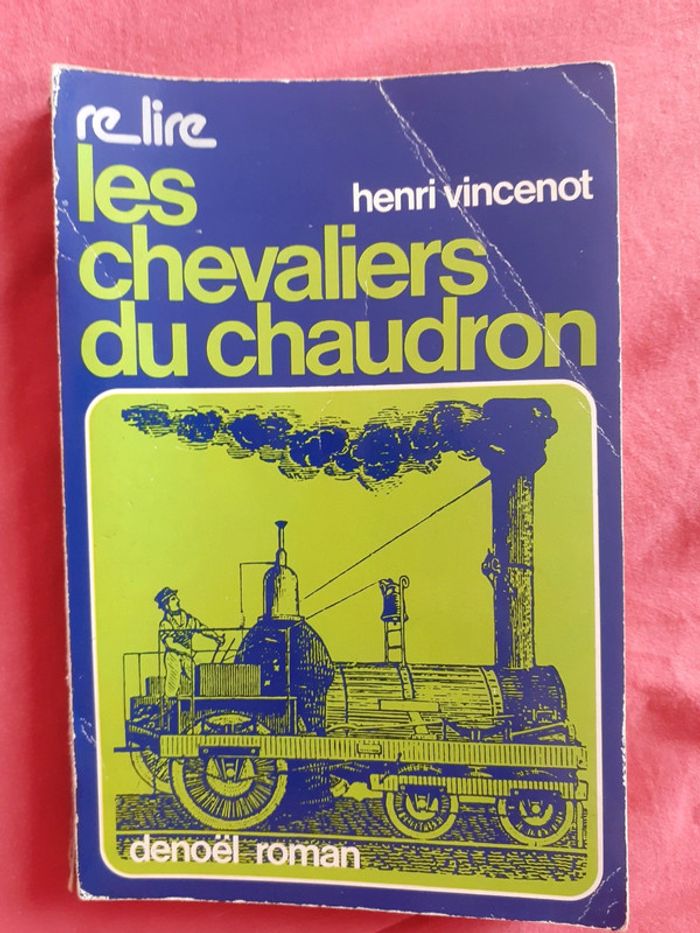 re_lire
les
henri vincenot
chevaliers
du chaudron
denoël roman